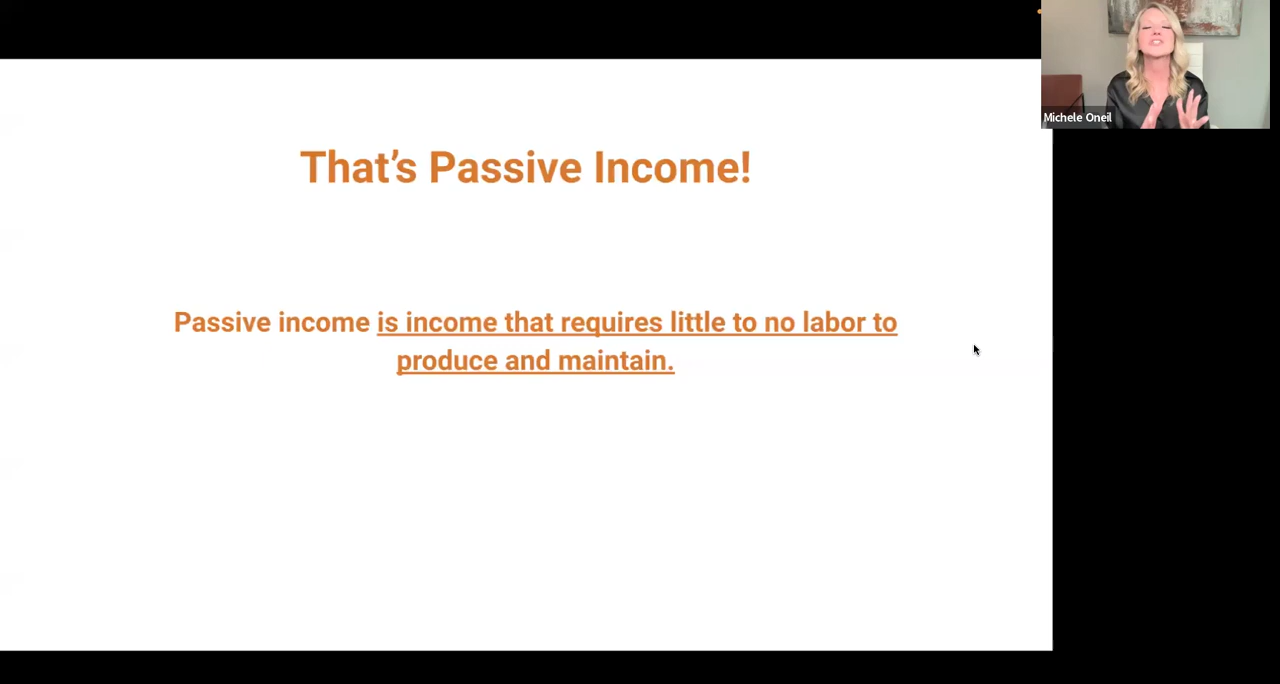 Michele Oneil
That’s Passive Income!
Passive income is income that requires little to no labor to
produce and maintain.